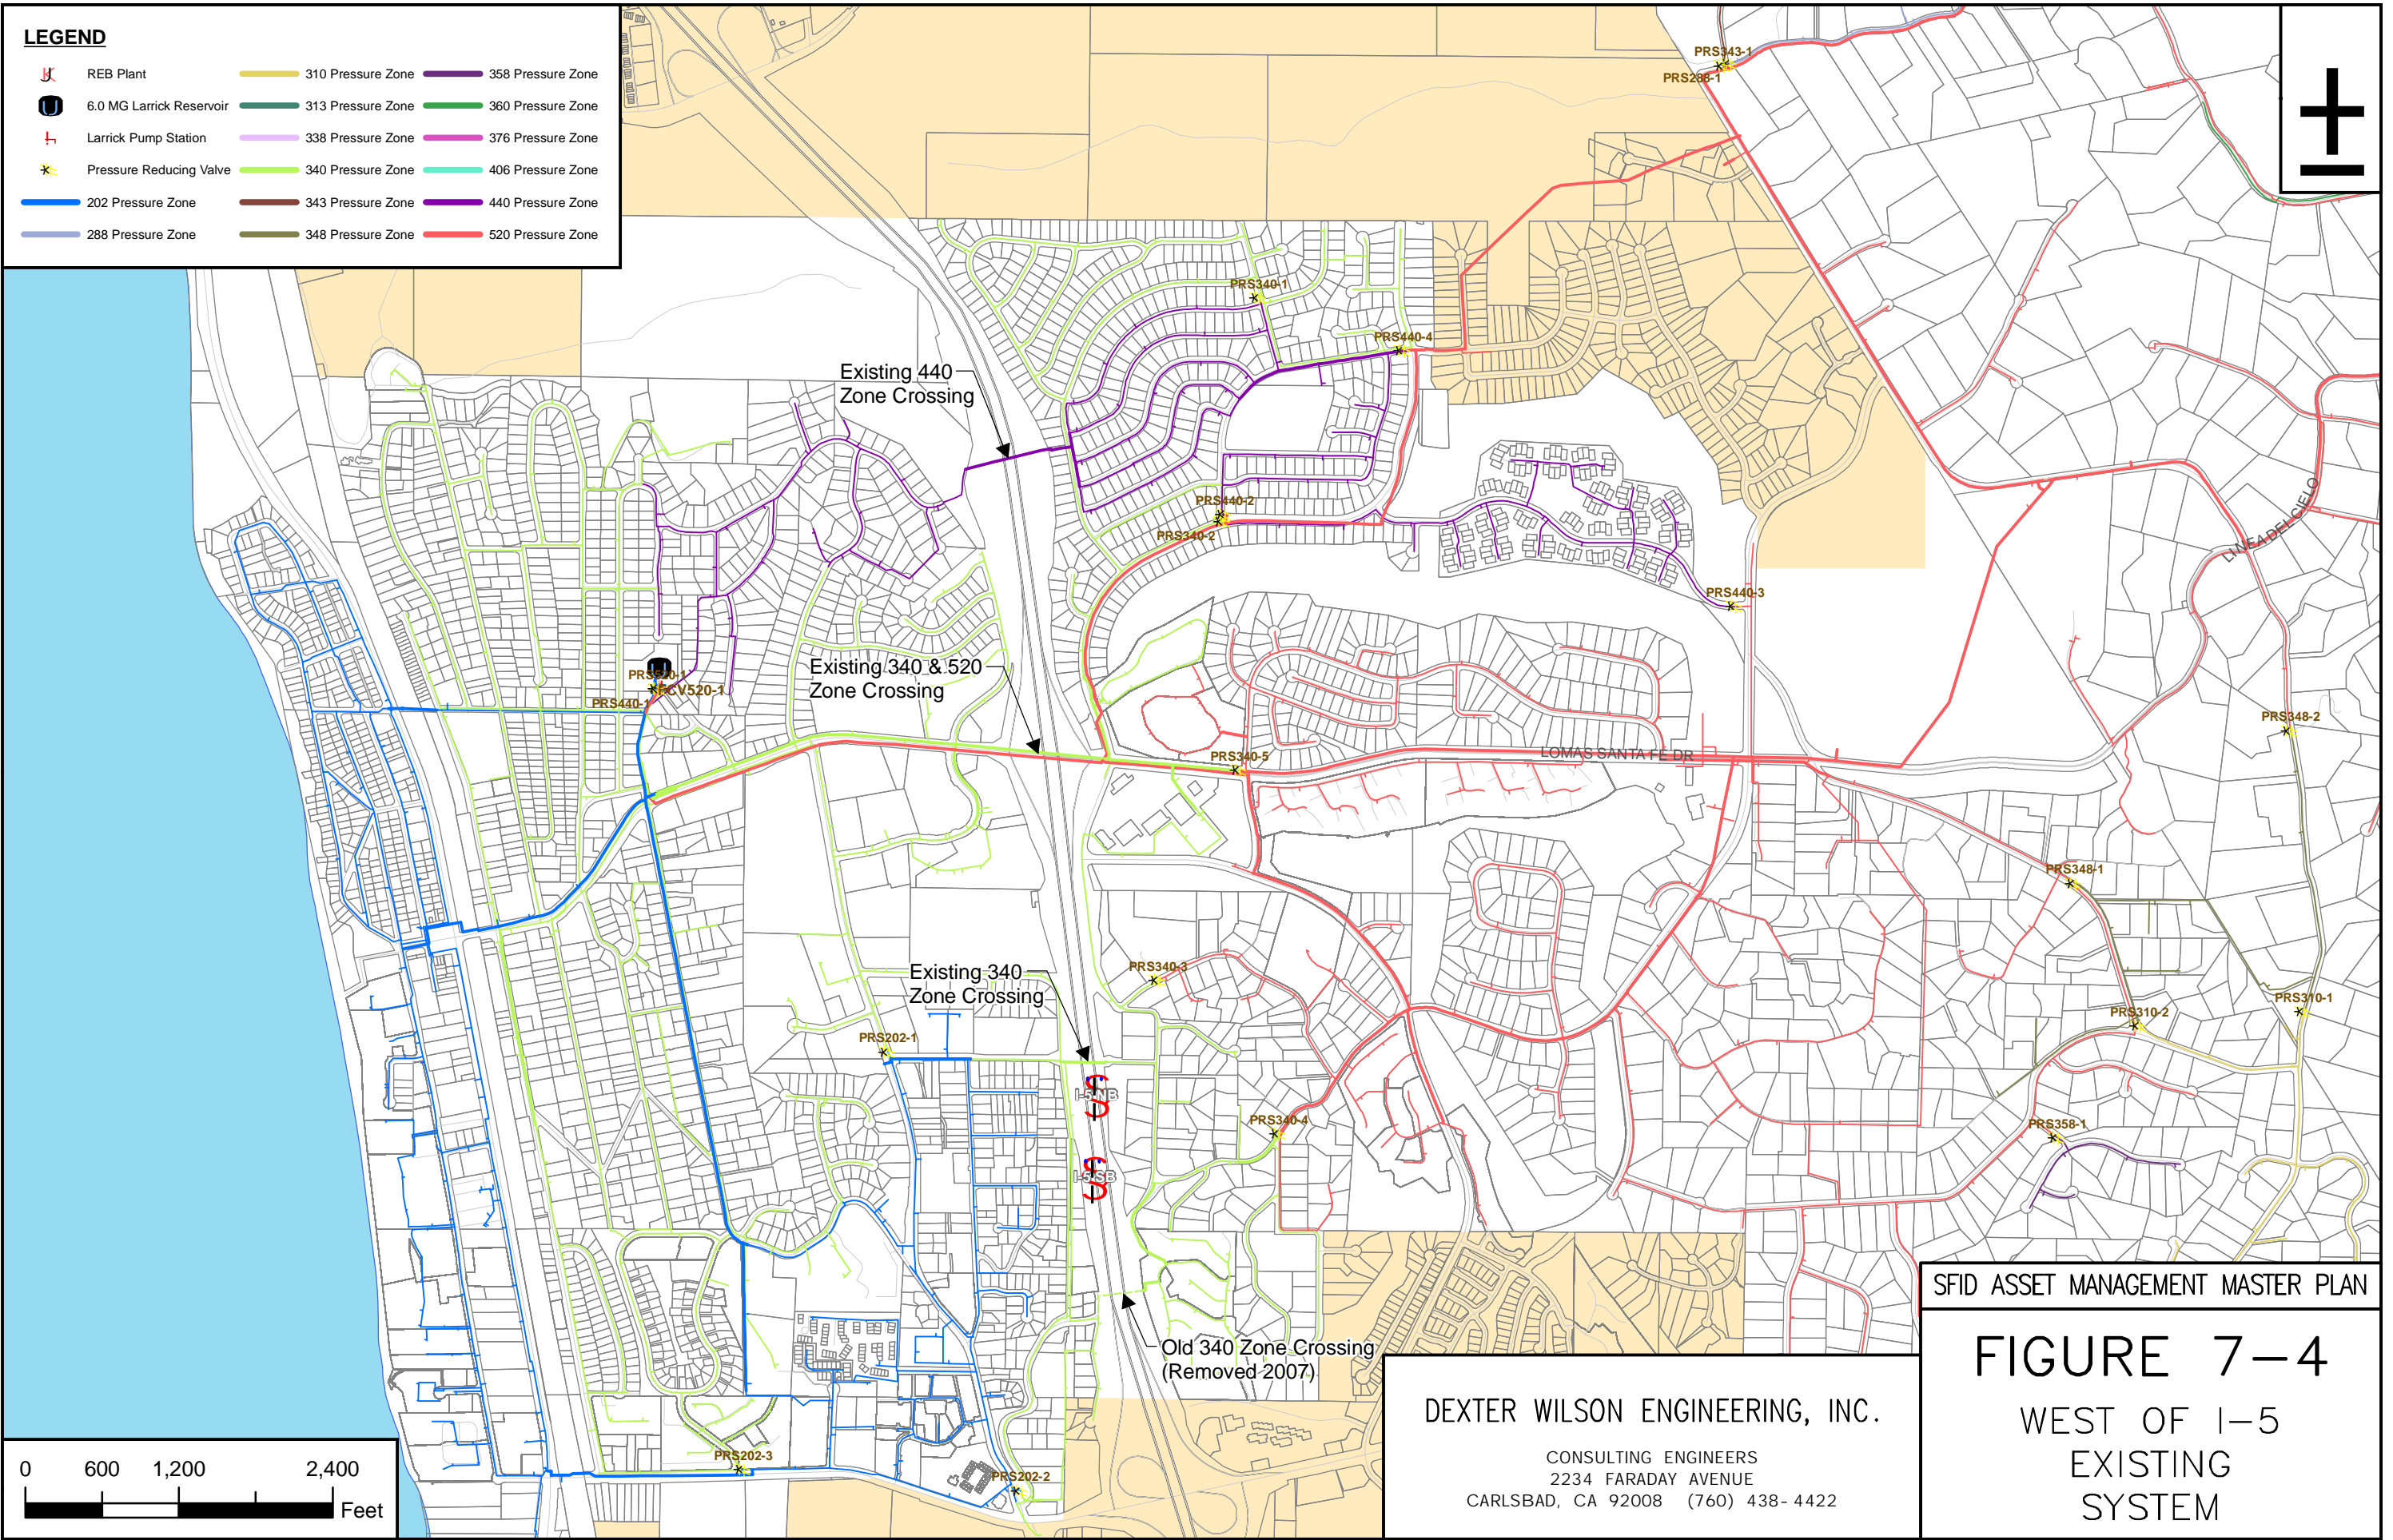 LEGEND
REB Plant
6.0 MG Larrick Reservoir
Larrick Pump Station
Pressure Reducing Valve
202 Pressure Zone
288 Pressure Zone
310 Pressure Zone
313 Pressure Zone
338 Pressure Zone
340 Pressure Zone
343 Pressure Zone
348 Pressure Zone
358 Pressure Zone
360 Pressure Zone
376 Pressure Zone
406 Pressure Zone
440 Pressure Zone
520 Pressure Zone
PRS343-1
PRS288-1
PRS340-1
PRS440-4
Existing 440
Zone Crossing
PRS440-2
PRS340-2
LINEA DEL CIELO
PRS440-3
Existing 340 & 520
Zone Crossing
PRS520-1
FCV520-1
PRS440-1
PRS348-2
PRS340-5
LOMAS SANTA FE DR
PRS348-1
Existing 340
Zone Crossing
PRS340-3
PRS310-1
PRS310-2
PRS202-1
I-5 NB
PRS340-4
PRS358-1
I-5 SB
Old 340 Zone Crossing
(Removed 2007)
PRS202-3
PRS202-2
0 600 1,200 2,400
Feet
DEXTER WILSON ENGINEERING, INC.
CONSULTING ENGINEERS
2234 FARADAY AVENUE
CARLSBAD, CA 92008 (760) 438-4422
SFID ASSET MANAGEMENT MASTER PLAN
FIGURE 7-4
WEST OF I-5
EXISTING
SYSTEM